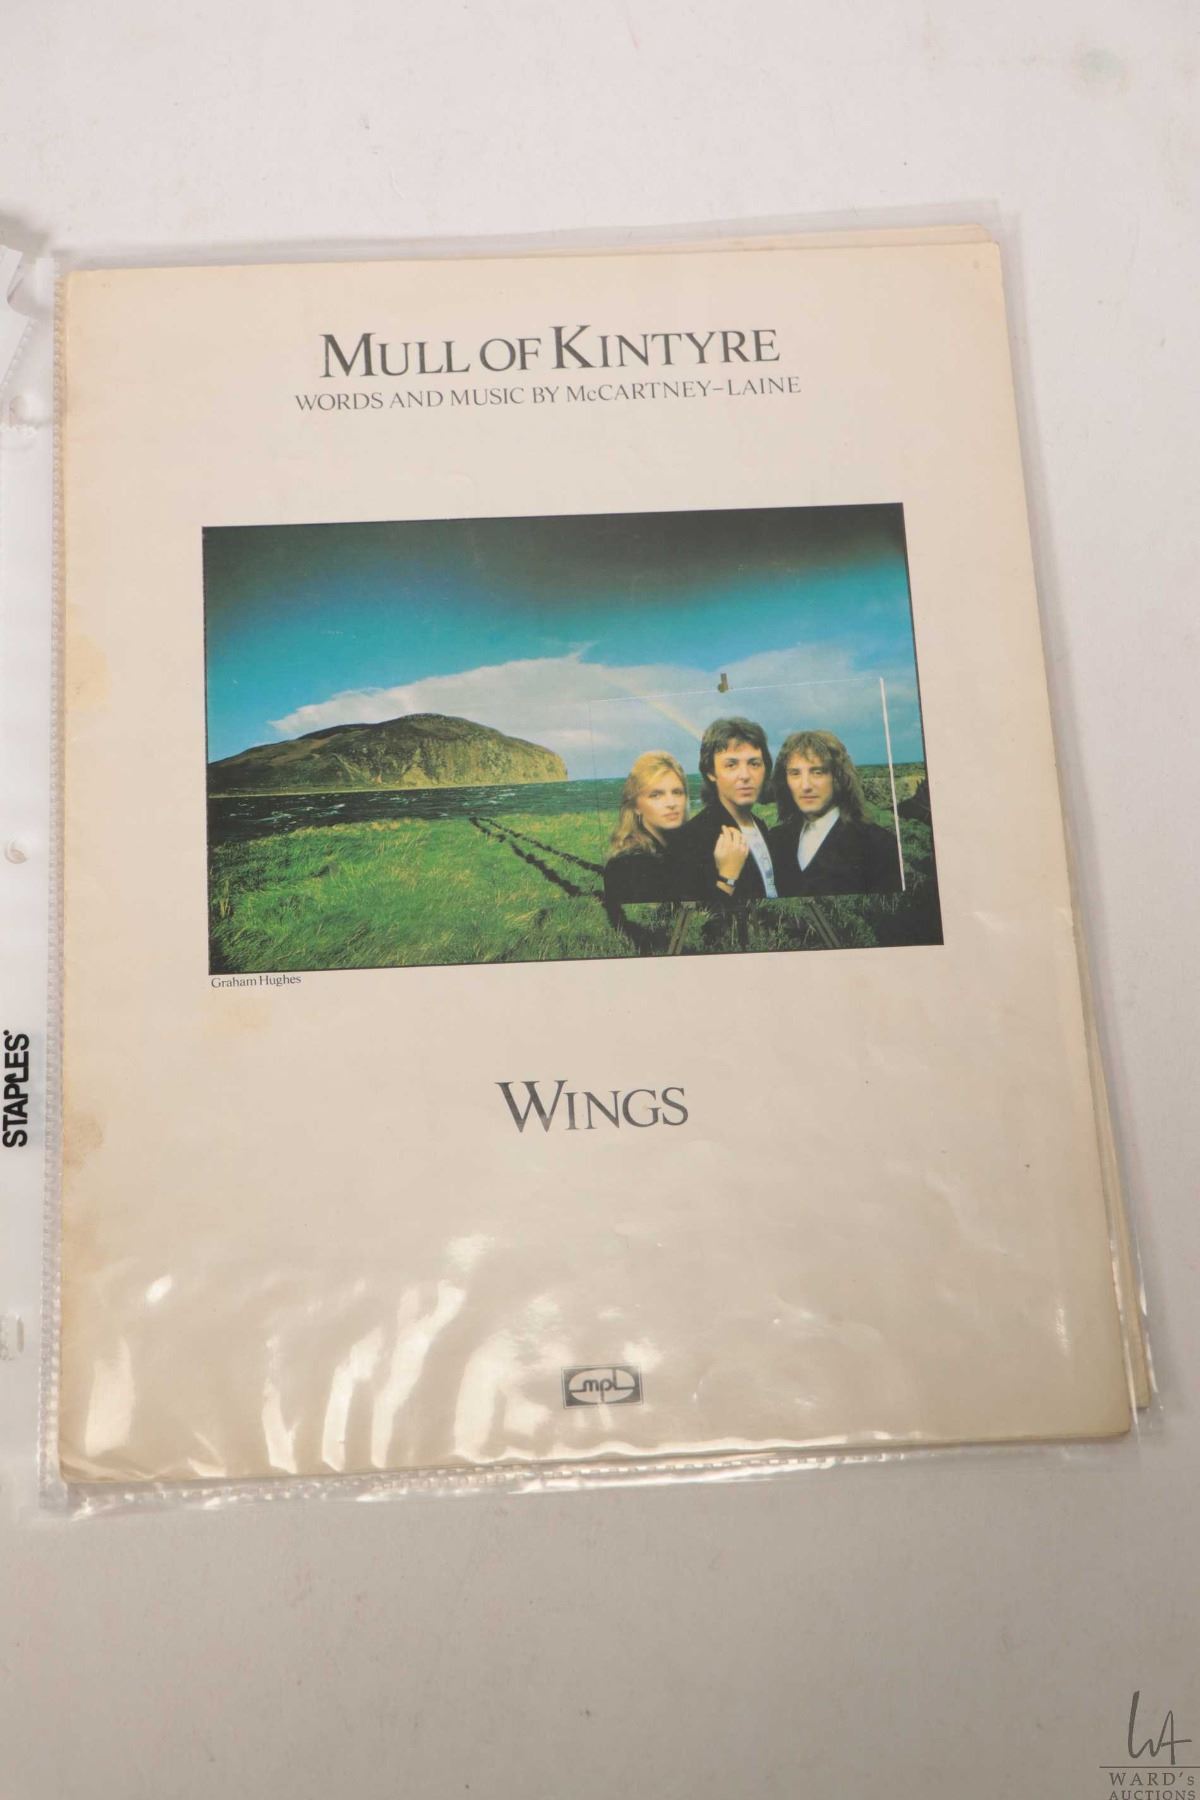 MULL OF KINTYRE
WORDS AND MUSIC BY McCARTNEY-LAINE
Graham Hughes
WINGS
mpl
STAPLES
WARD's
AUCTIONS